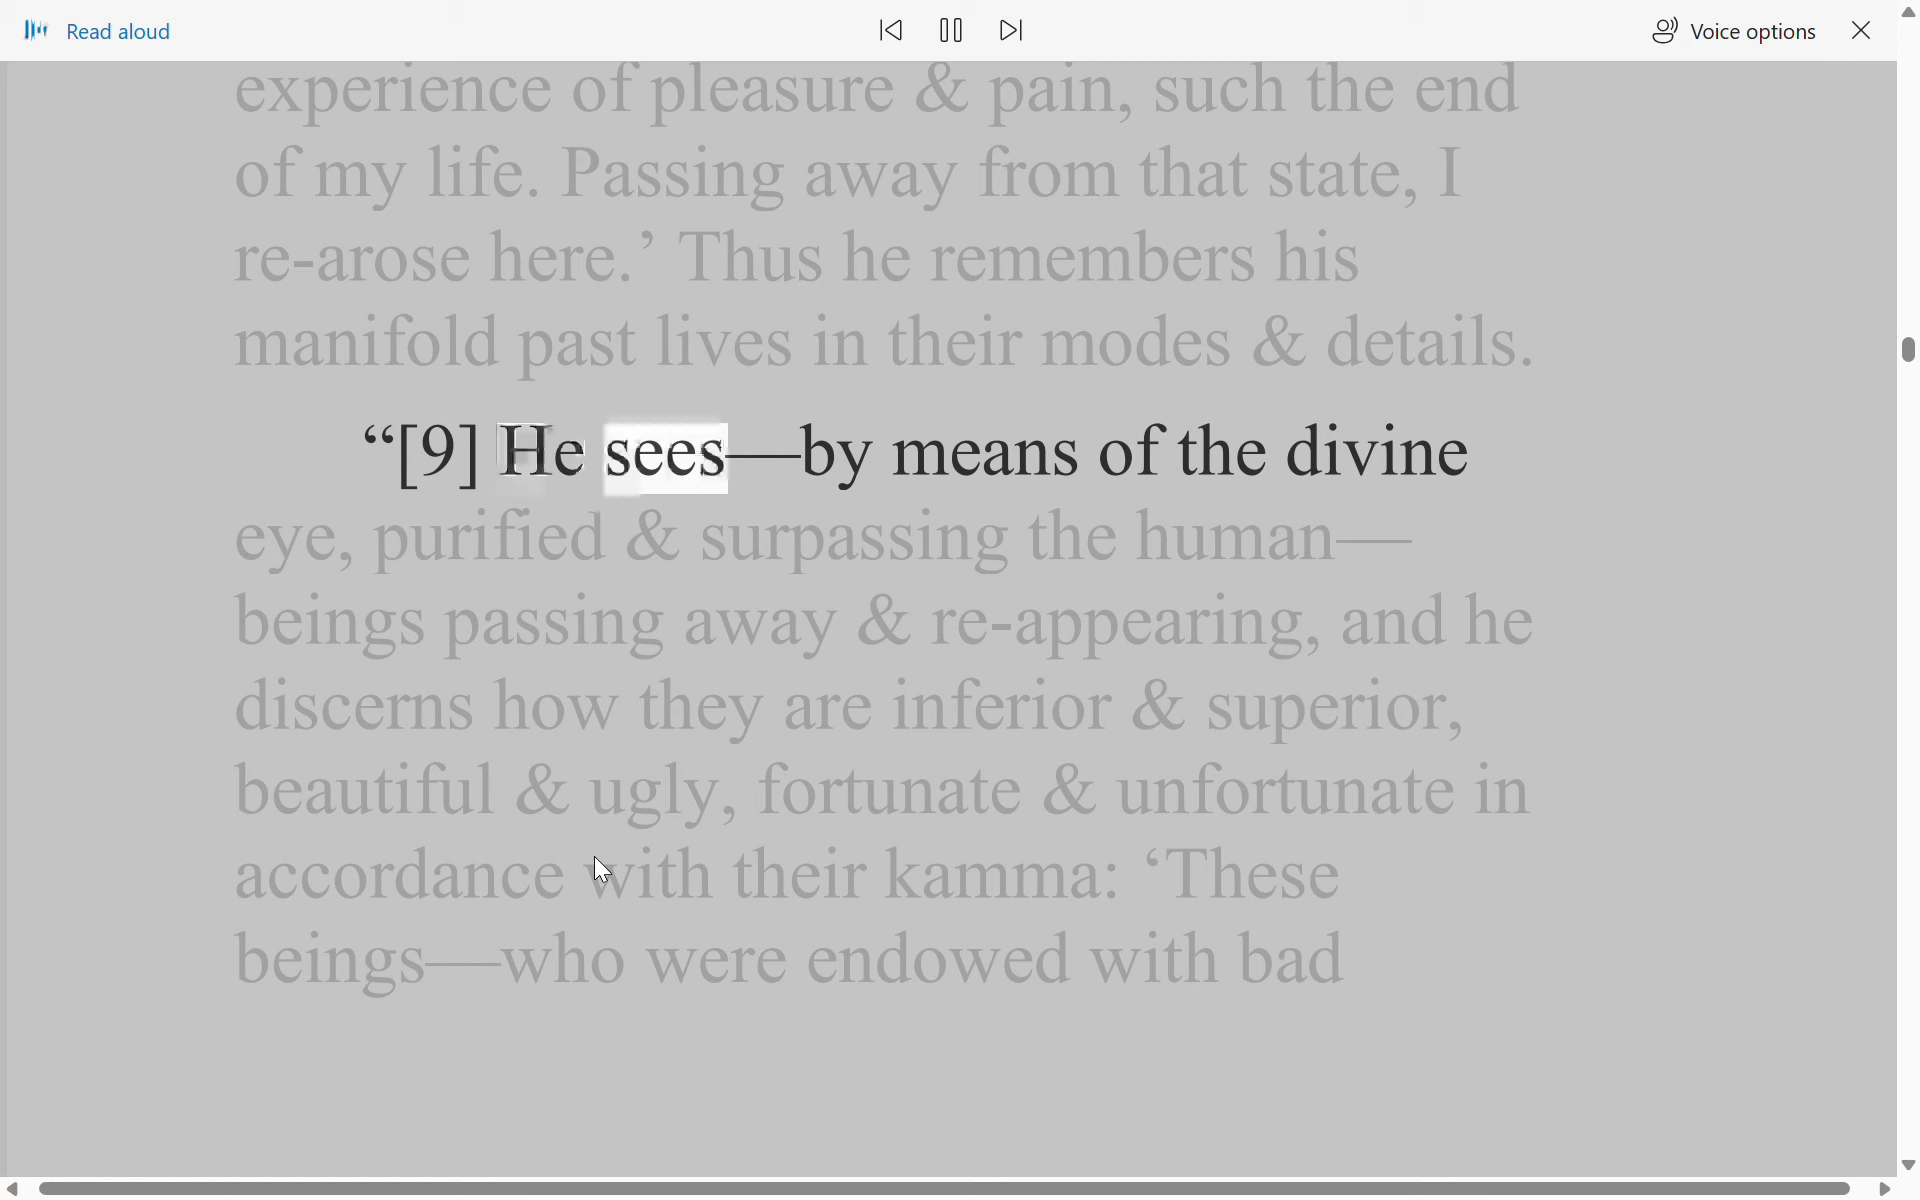 Read aloud
Voice options
experience of pleasure & pain, such the end
of my life. Passing away from that state, I
re-arose here.’ Thus he remembers his
manifold past lives in their modes & details.
“[9] He sees—by means of the divine
eye, purified & surpassing the human—
beings passing away & re-appearing, and he
discerns how they are inferior & superior,
beautiful & ugly, fortunate & unfortunate in
accordance with their kamma: ‘These
beings—who were endowed with bad